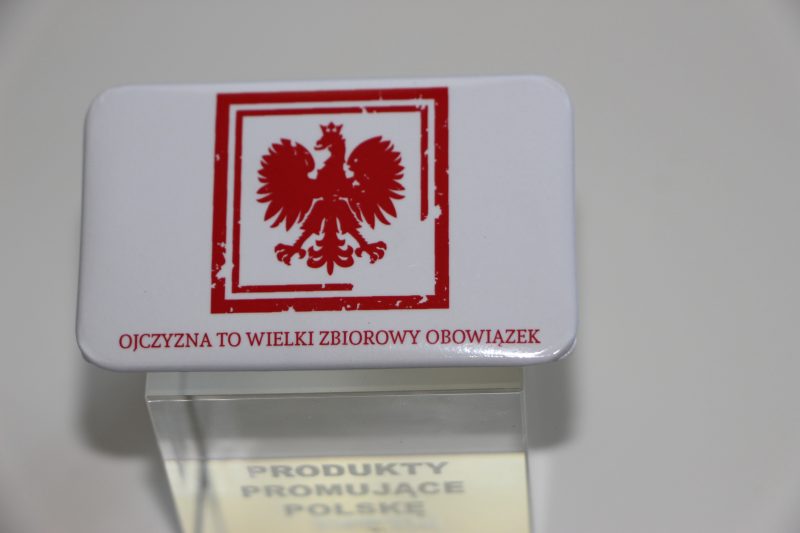 OJCZYZNA TO WIELKI ZBIOROWY OBOWIĄZEK
PRODUKTY
PROMUJĄCE
POLSKĘ